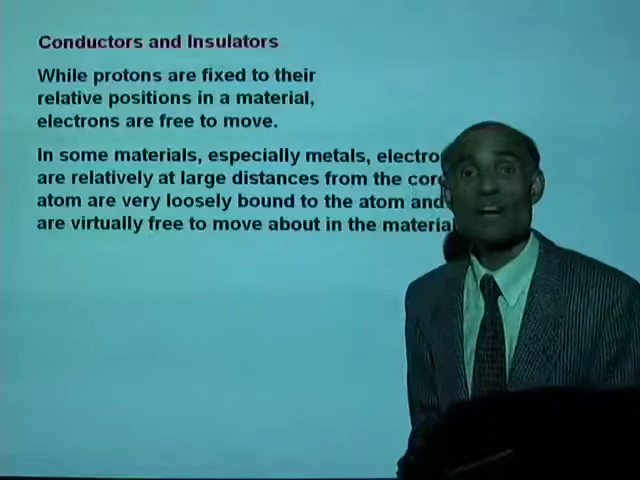 Conductors and Insulators
While protons are fixed to their
relative positions in a material,
electrons are free to move.
In some materials, especially metals, electro
are relatively at large distances from the core
atom are very loosely bound to the atom and
are virtually free to move about in the material